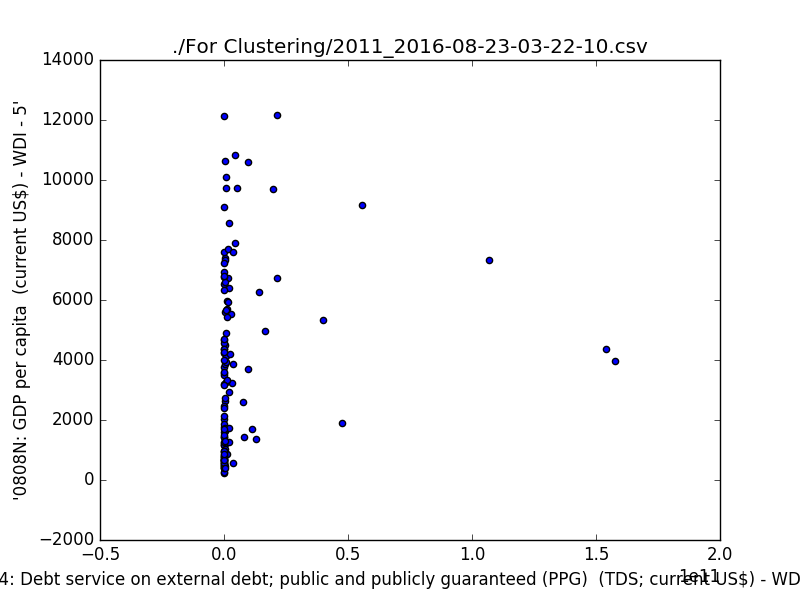 ./For Clustering/2011_2016-08-23-03-22-10.csv
'0808N: GDP per capita (current US$) - WDI - 5'
14000
12000
10000
8000
6000
4000
2000
0
−2000
−0.5 0.0 0.5 1.0 1.5 2.0
1e11
4: Debt service on external debt; public and publicly guaranteed (PPG) (TDS; current US$) - WD